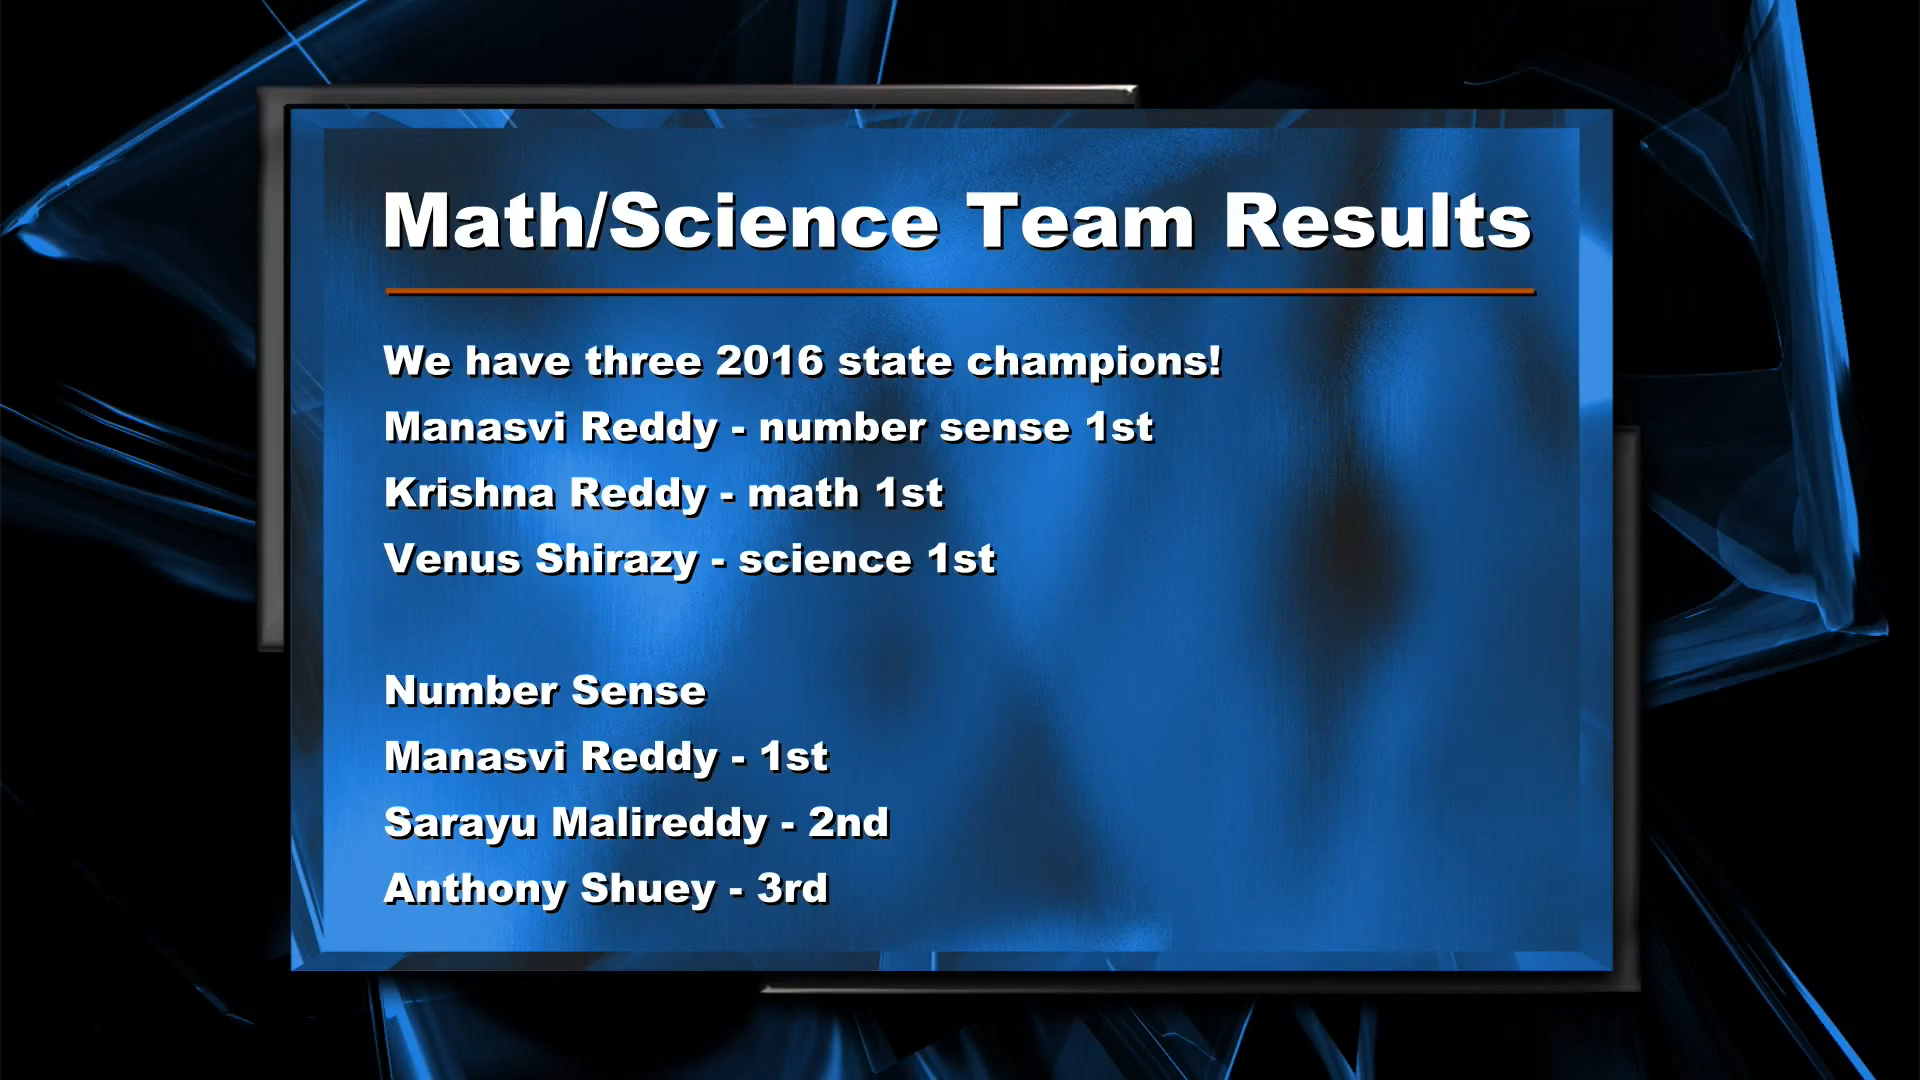 Math/Science Team Results
We have three 2016 state champions!
Manasvi Reddy - number sense 1st
Krishna Reddy - math 1st
Venus Shirazy - science 1st
Number Sense
Manasvi Reddy - 1st
Sarayu Malireddy - 2nd
Anthony Shuey - 3rd